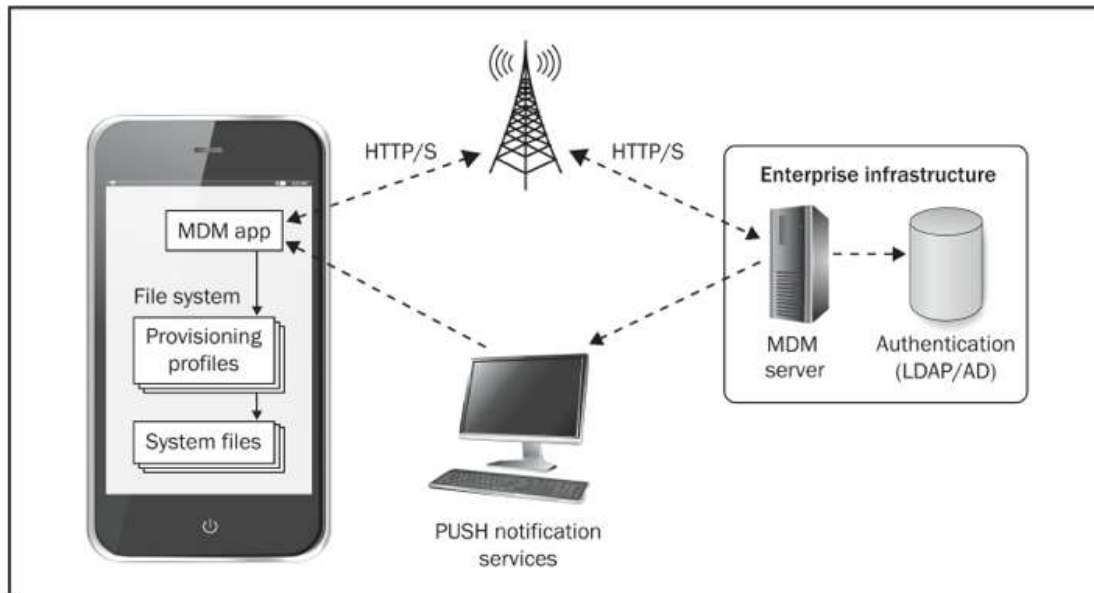 HTTP/S
HTTP/S
MDM app
File system
Provisioning
profiles
System files
Enterprise infrastructure
MDM
server
Authentication
(LDAP/AD)
PUSH notification
services